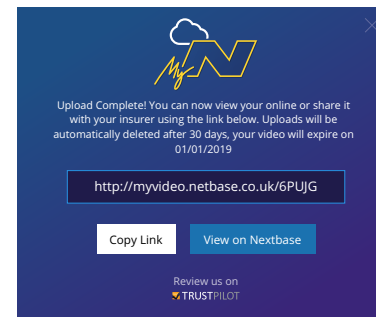 My N
Upload Complete! You can now view your online or share it
with your insurer using the link below. Uploads will be
automatically deleted after 30 days, your video will expire on
01/01/2019
http://myvideo.netbase.co.uk/6PUJG
Copy Link View on Nextbase
Review us on
TRUSTPILOT